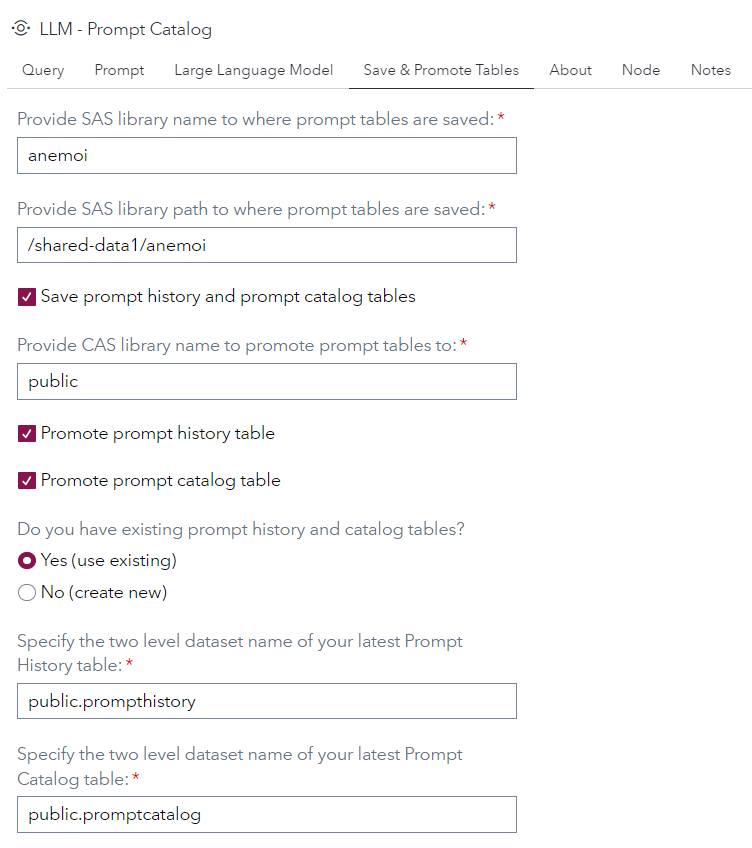 LLM - Prompt Catalog
Query Prompt Large Language Model Save & Promote Tables About Node Notes
Provide SAS library name to where prompt tables are saved:*
anemoi
Provide SAS library path to where prompt tables are saved:*
/shared-data1/anemoi
Save prompt history and prompt catalog tables
Provide CAS library name to promote prompt tables to:*
public
Promote prompt history table
Promote prompt catalog table
Do you have existing prompt history and catalog tables?
Yes (use existing)
No (create new)
Specify the two level dataset name of your latest Prompt
History table:*
public.prompthistory
Specify the two level dataset name of your latest Prompt
Catalog table:*
public.promptcatalog